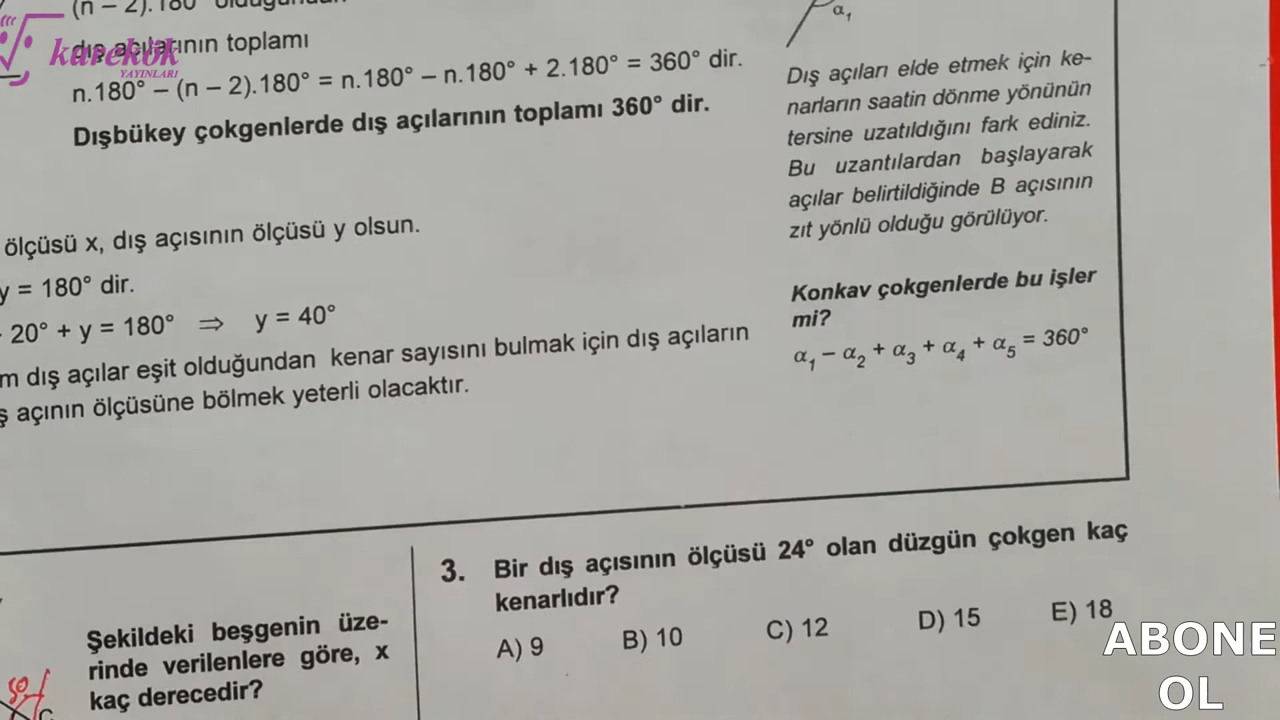 (n – 2).180°
dış açılarının toplamı
karekök
YAYINLARI
n.180° – (n – 2).180° = n.180° – n.180° + 2.180° = 360° dir.
Dışbükey çokgenlerde dış açılarının toplamı 360° dir.
ölçüsü x, dış açısının ölçüsü y olsun.
y = 180° dir.
20° + y = 180° ⇒ y = 40°
m dış açılar eşit olduğundan kenar sayısını bulmak için dış açıların
ş açının ölçüsüne bölmek yeterli olacaktır.
α₁
Dış açıları elde etmek için ke-
narların saatin dönme yönünün
tersine uzatıldığını fark ediniz.
Bu uzantılardan başlayarak
açılar belirtildiğinde B açısının
zıt yönlü olduğu görülüyor.
Konkav çokgenlerde bu işler
mi?
α₁ – α₂ + α₃ + α₄ + α₅ = 360°
Şekildeki beşgenin üze-
rinde verilenlere göre, x
kaç derecedir?
3. Bir dış açısının ölçüsü 24° olan düzgün çokgen kaç
kenarlıdır?
A) 9 B) 10 C) 12 D) 15 E) 18
ABONE
OL